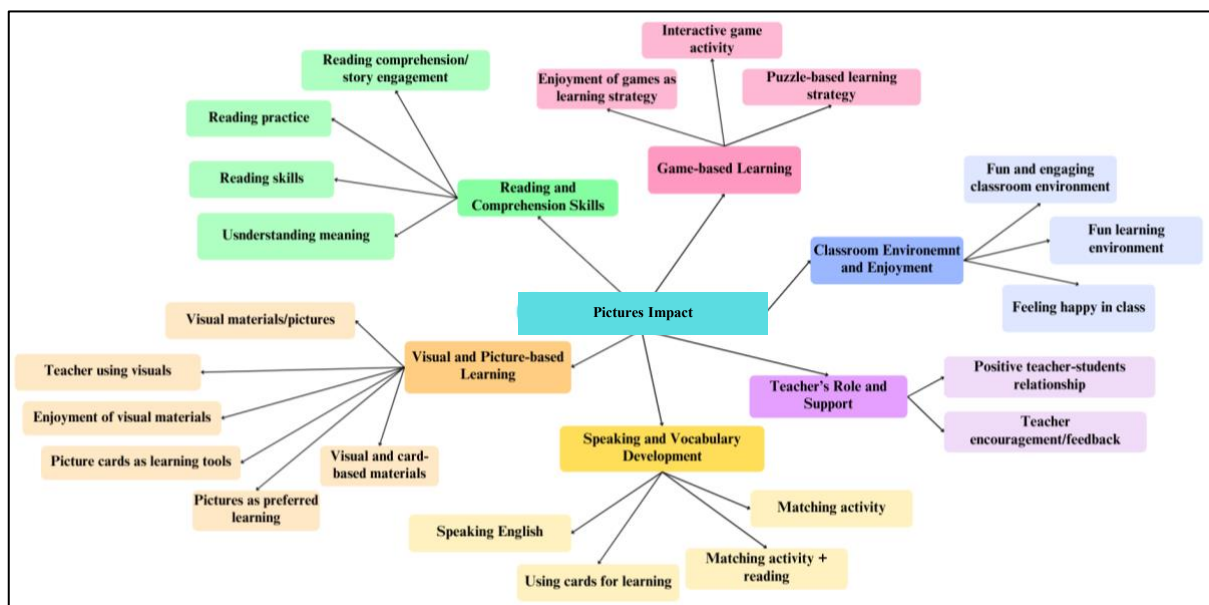 Interactive game
activity
Reading comprehension/
story engagement
Enjoyment of games as
learning strategy
Puzzle-based learning
strategy
Reading practice
Game-based Learning
Fun and engaging
classroom environment
Reading skills
Reading and
Comprehension Skills
Usnderstanding meaning
Fun learning
environment
Classroom Environemnt
and Enjoyment
Feeling happy in class
Pictures Impact
Visual materials/pictures
Visual and Picture-based
Learning
Teacher using visuals
Positive teacher-students
relationship
Teacher's Role and
Support
Enjoyment of visual materials
Teacher
encouragement/feedback
Speaking and Vocabulary
Development
Picture cards as learning tools
Visual and card-
based materials
Pictures as preferred
learning
Matching activity
Speaking English
Matching activity +
reading
Using cards for learning